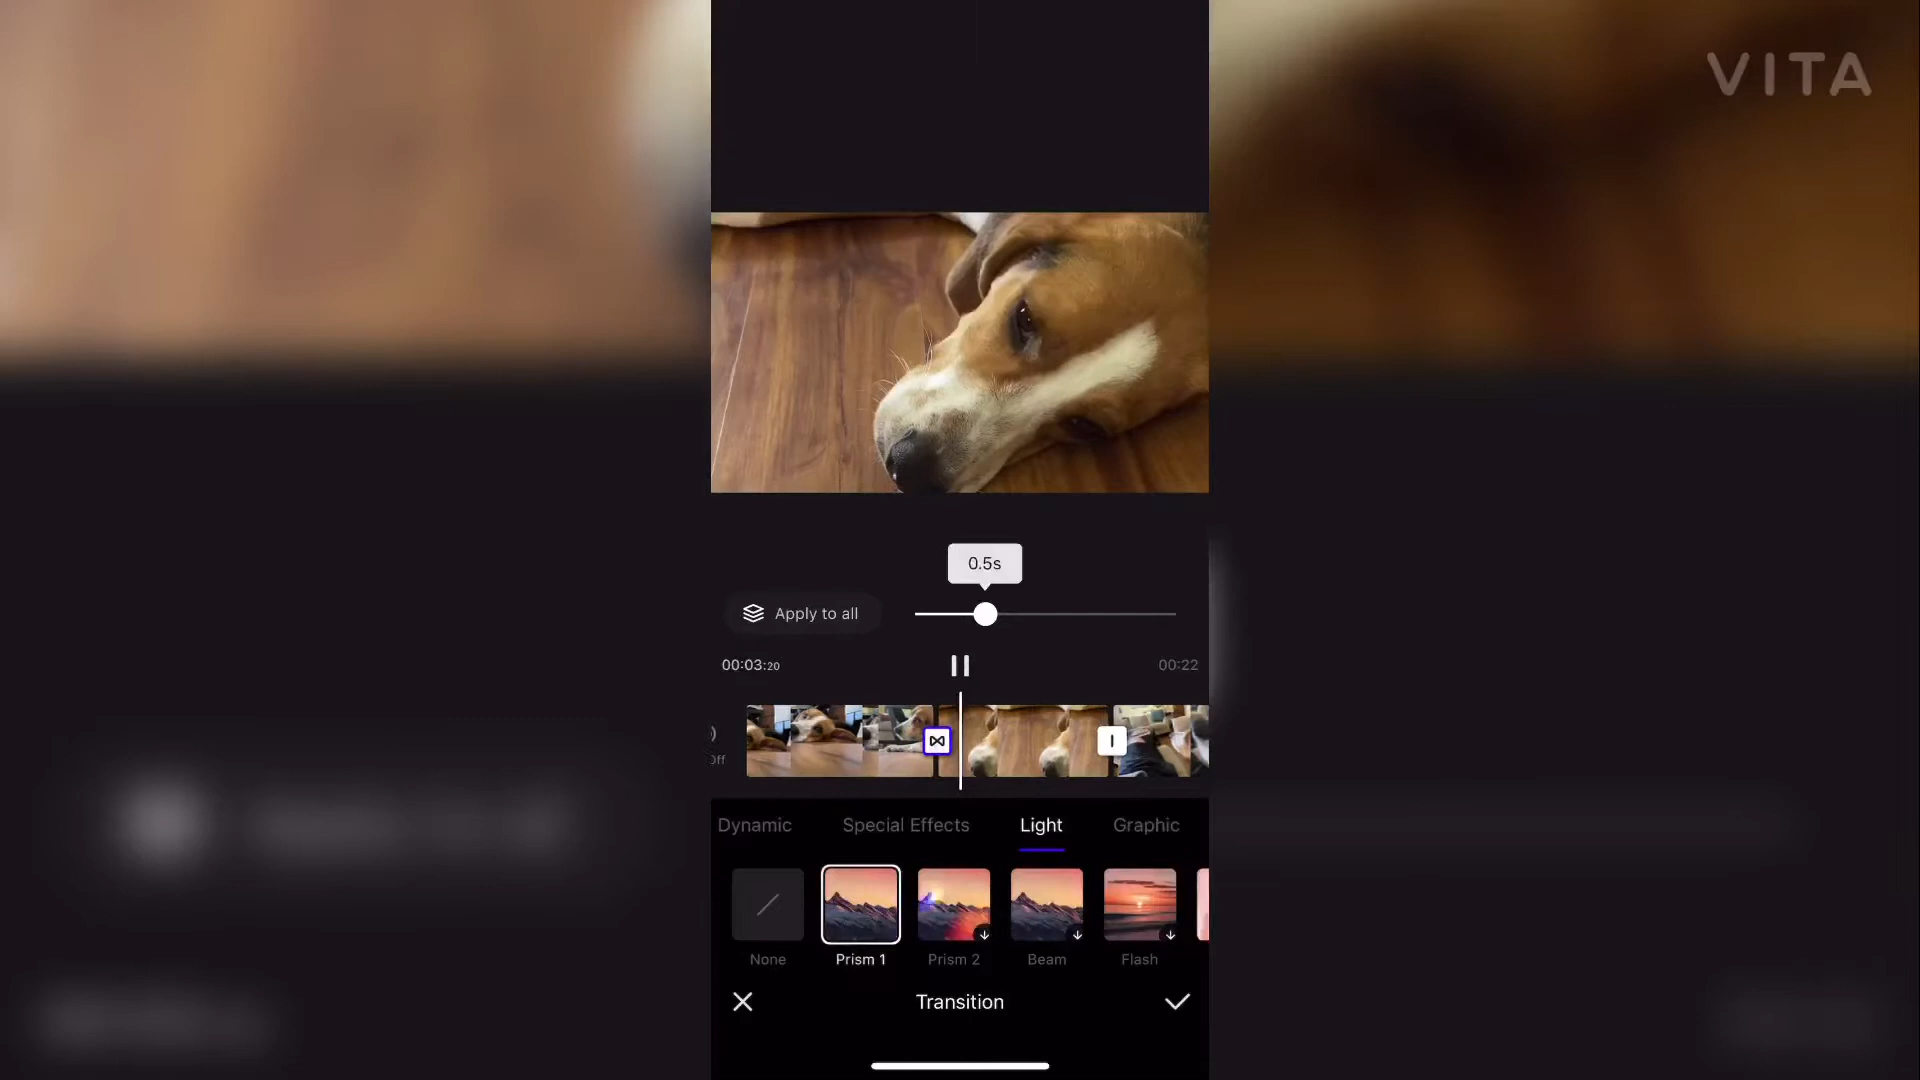 VITA
0.5s
Apply to all
00:03:20
00:22
Off
Dynamic
Special Effects
Light
Graphic
None
Prism 1
Prism 2
Beam
Flash
Transition